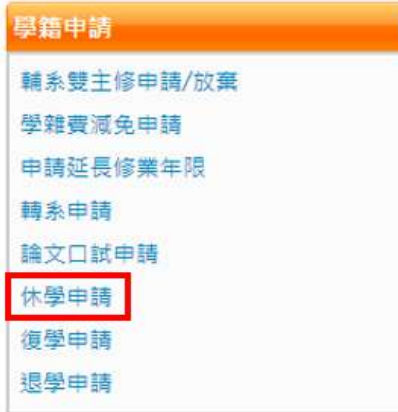 學籍申請
輔系雙主修申請/放棄
學雜費減免申請
申請延長修業年限
轉系申請
論文口試申請
休學申請
復學申請
退學申請